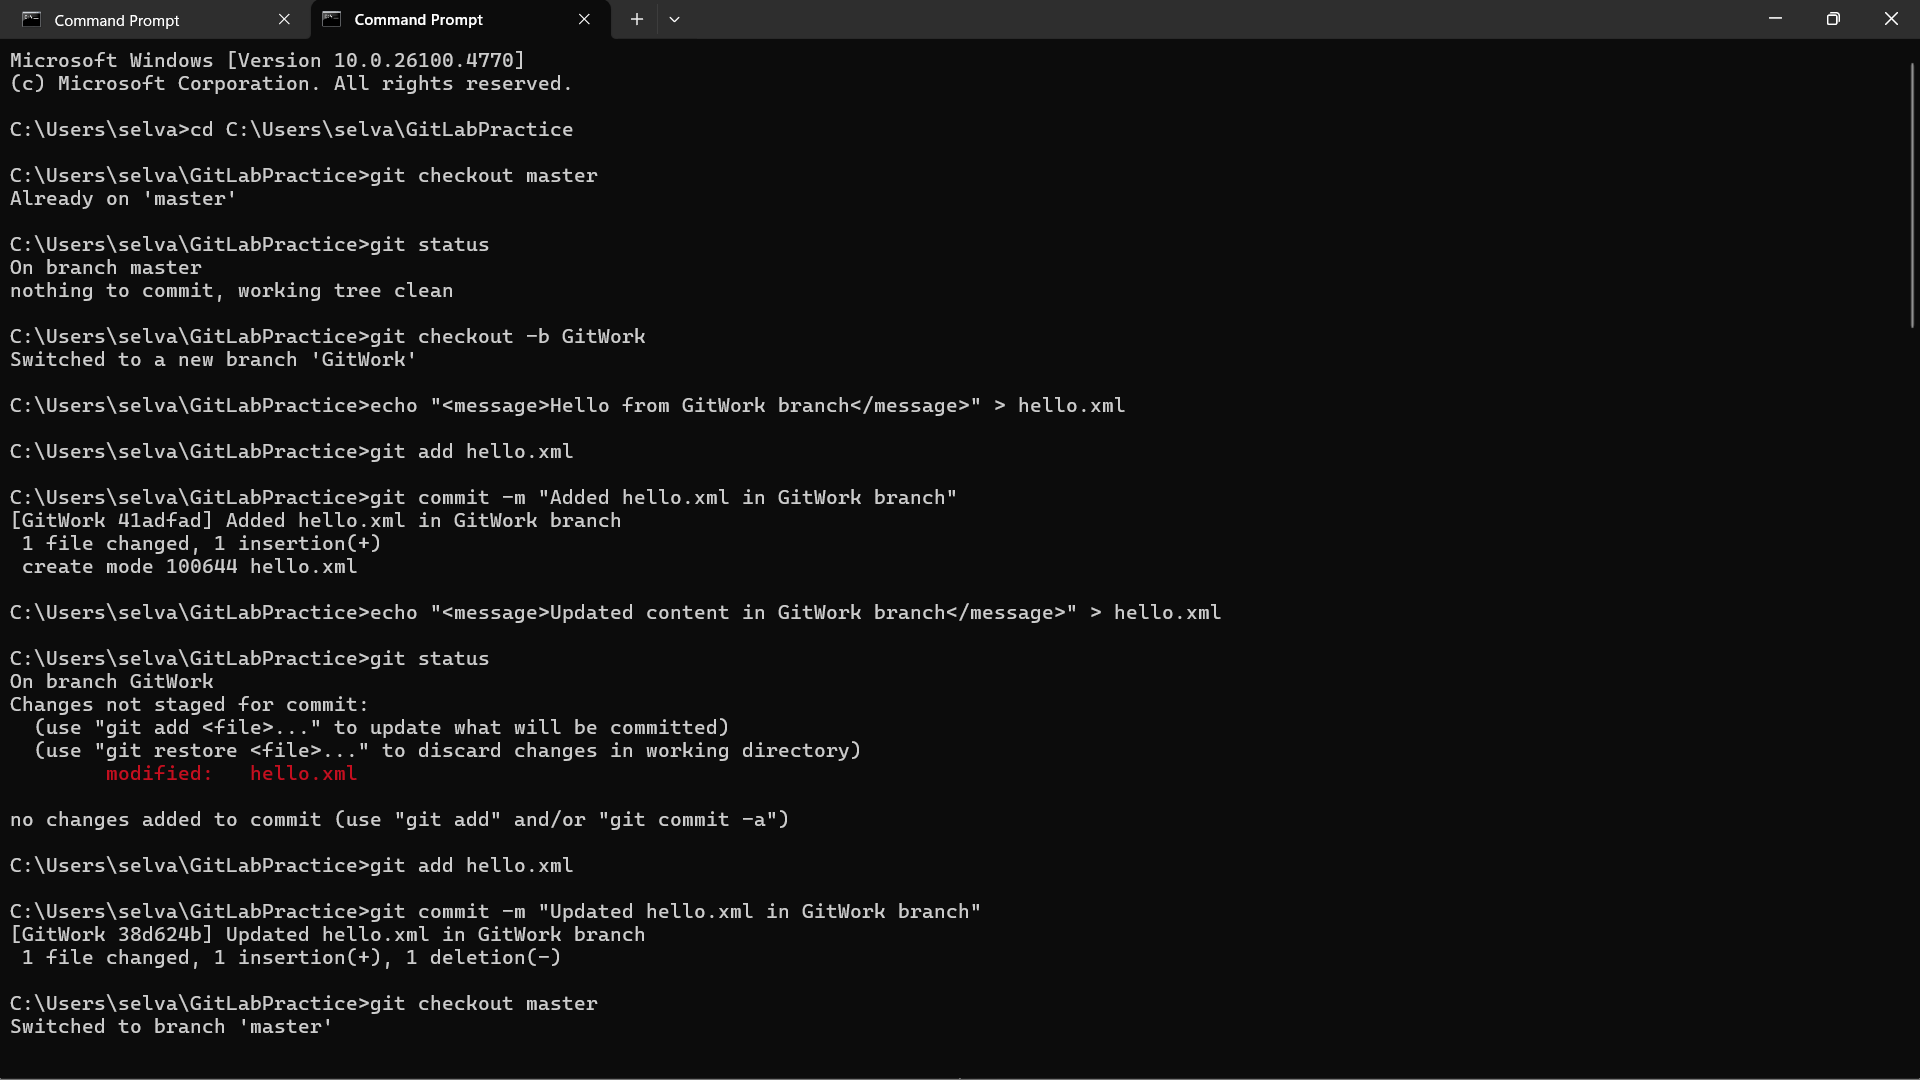 Command Prompt
Command Prompt
Microsoft Windows [Version 10.0.26100.4770]
(c) Microsoft Corporation. All rights reserved.
C:\Users\selva>cd C:\Users\selva\GitLabPractice
C:\Users\selva\GitLabPractice>git checkout master
Already on 'master'
C:\Users\selva\GitLabPractice>git status
On branch master
nothing to commit, working tree clean
C:\Users\selva\GitLabPractice>git checkout -b GitWork
Switched to a new branch 'GitWork'
C:\Users\selva\GitLabPractice>echo "<message>Hello from GitWork branch</message>" > hello.xml
C:\Users\selva\GitLabPractice>git add hello.xml
C:\Users\selva\GitLabPractice>git commit -m "Added hello.xml in GitWork branch"
[GitWork 41adfad] Added hello.xml in GitWork branch
 1 file changed, 1 insertion(+)
 create mode 100644 hello.xml
C:\Users\selva\GitLabPractice>echo "<message>Updated content in GitWork branch</message>" > hello.xml
C:\Users\selva\GitLabPractice>git status
On branch GitWork
Changes not staged for commit:
  (use "git add <file>..." to update what will be committed)
  (use "git restore <file>..." to discard changes in working directory)
        modified:   hello.xml
no changes added to commit (use "git add" and/or "git commit -a")
C:\Users\selva\GitLabPractice>git add hello.xml
C:\Users\selva\GitLabPractice>git commit -m "Updated hello.xml in GitWork branch"
[GitWork 38d624b] Updated hello.xml in GitWork branch
 1 file changed, 1 insertion(+), 1 deletion(-)
C:\Users\selva\GitLabPractice>git checkout master
Switched to branch 'master'